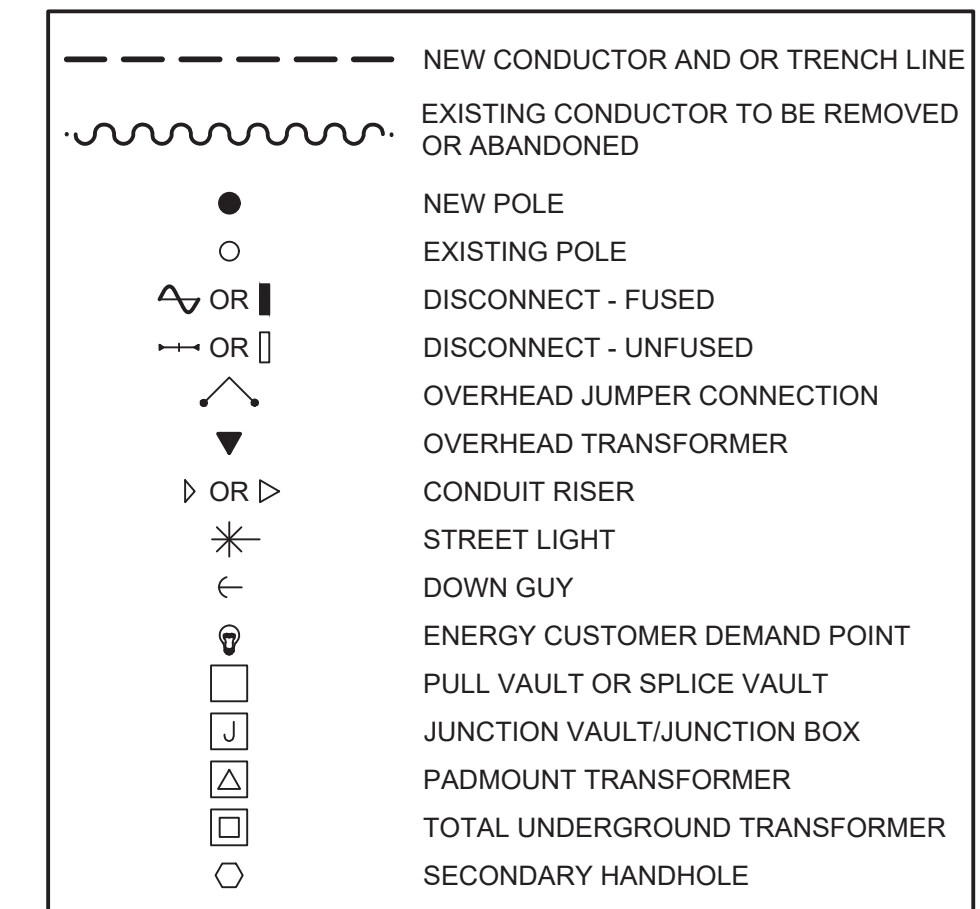 NEW CONDUCTOR AND OR TRENCH LINE
EXISTING CONDUCTOR TO BE REMOVED
OR ABANDONED
NEW POLE
EXISTING POLE
OR DISCONNECT - FUSED
OR DISCONNECT - UNFUSED
OVERHEAD JUMPER CONNECTION
OVERHEAD TRANSFORMER
OR CONDUIT RISER
STREET LIGHT
DOWN GUY
ENERGY CUSTOMER DEMAND POINT
PULL VAULT OR SPLICE VAULT
J JUNCTION VAULT/JUNCTION BOX
PADMOUNT TRANSFORMER
TOTAL UNDERGROUND TRANSFORMER
SECONDARY HANDHOLE